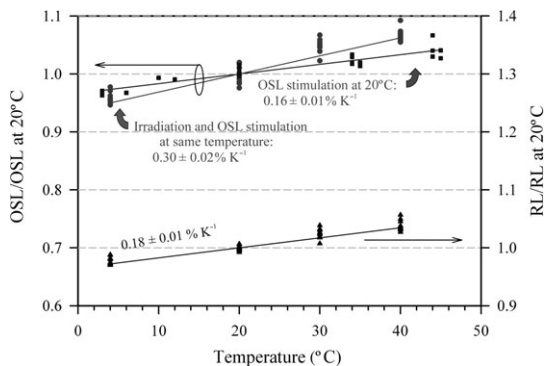 1.1
1.0
0.9
0.8
0.7
0.6
OSL/OSL at 20ºC
OSL stimulation at 20ºC:
0.16 ± 0.01% K⁻¹
Irradiation and OSL stimulation
at same temperature:
0.30 ± 0.02% K⁻¹
0.18 ± 0.01 % K⁻¹
1.4
1.3
1.2
1.1
1.0
0.9
RL/RL at 20ºC
0 10 20 30 40 50
Temperature (º C)